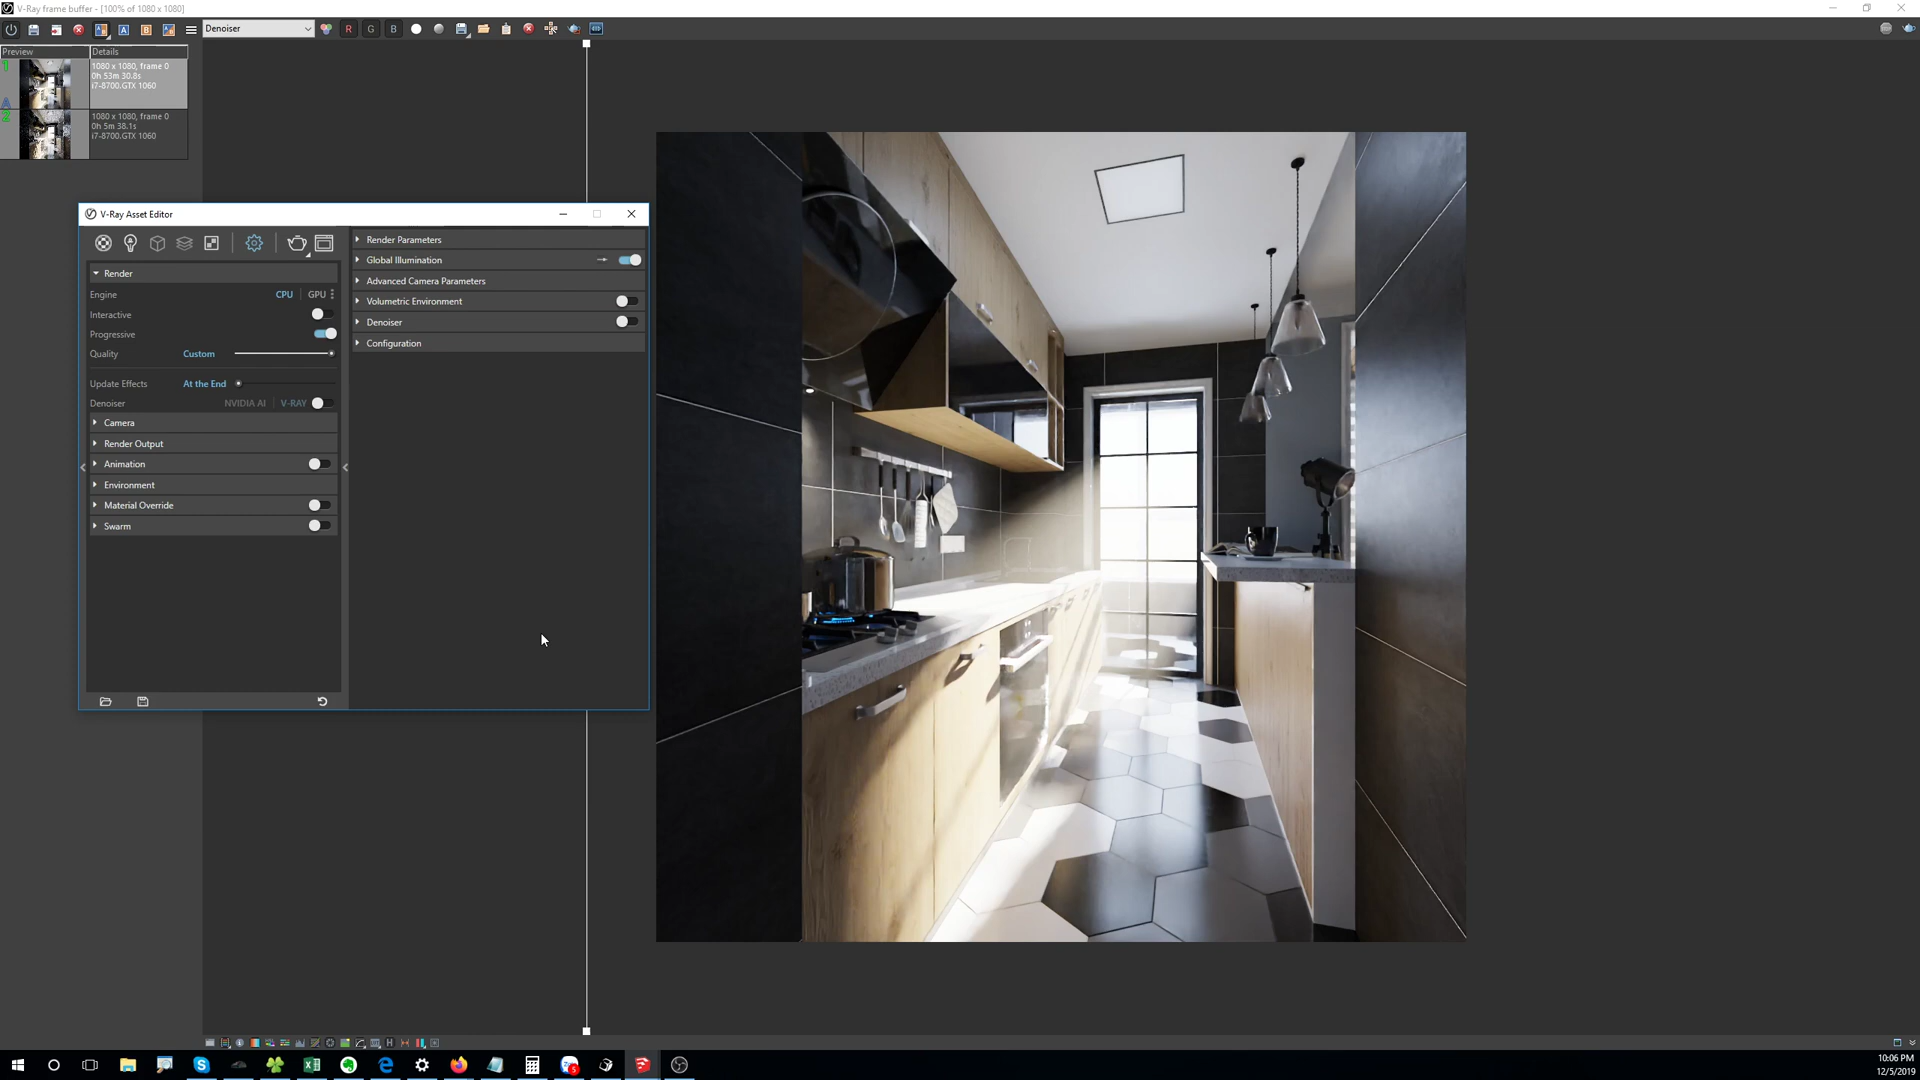 V-Ray frame buffer - [100% of 1080 x 1080]
Denoiser
R
G
B
A
B
Preview
Details
1
1080 x 1080, frame 0
0h 53m 30.8s
i7-8700.GTX 1060
A
2
1080 x 1080, frame 0
0h 5m 38.1s
i7-8700.GTX 1060
V-Ray Asset Editor
Render
Engine
CPU
GPU
Interactive
Progressive
Quality
Custom
Update Effects
At the End
Denoiser
NVIDIA AI
V-RAY
Camera
Render Output
Animation
Environment
Material Override
Swarm
Render Parameters
Global Illumination
Advanced Camera Parameters
Volumetric Environment
Denoiser
Configuration
H
10:06 PM
12/5/2019